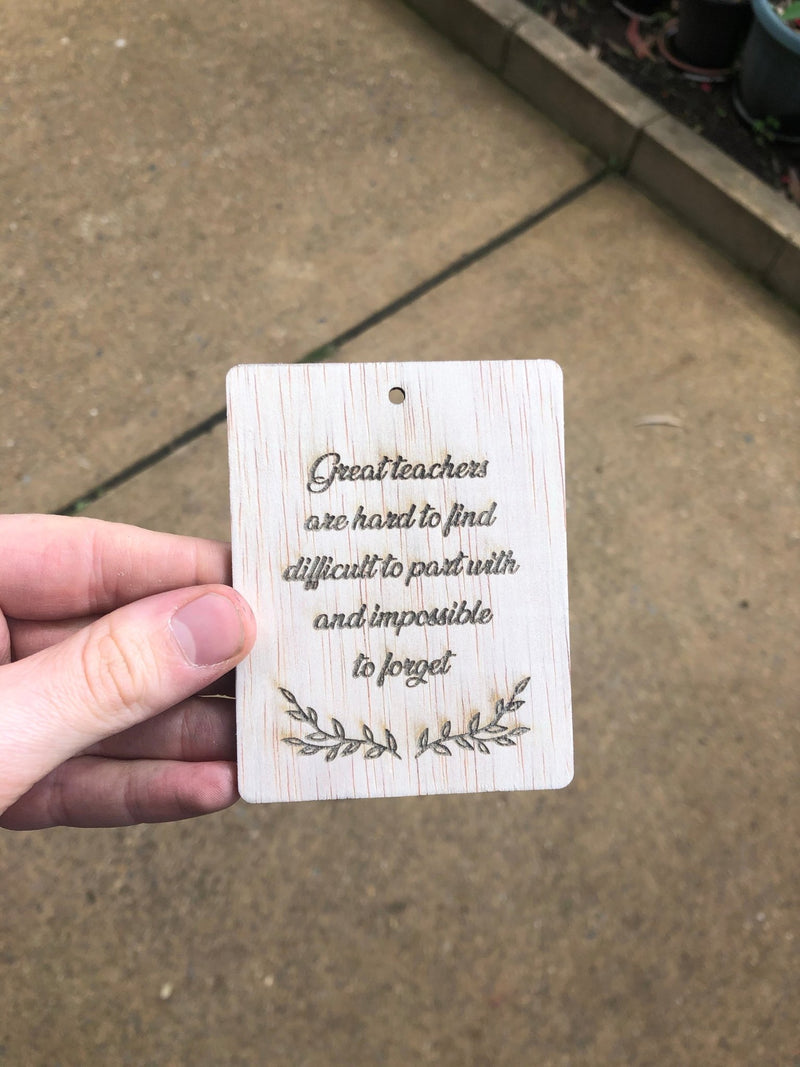 Great teachers
are hard to find
difficult to part with
and impossible
to forget